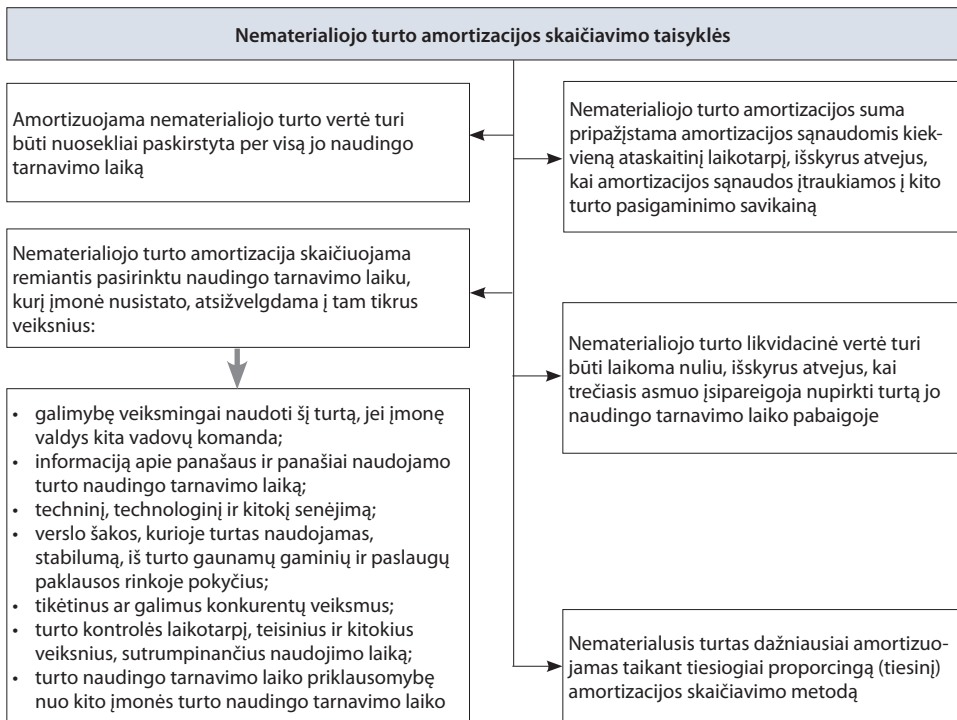 Nematerialiojo turto amortizacijos skaičiavimo taisyklės
Amortizuojama nematerialiojo turto vertė turi
būti nuosekliai paskirstyta per visą jo naudingo
tarnavimo laiką
Nematerialiojo turto amortizacijos suma
pripažįstama amortizacijos sąnaudomis kiek-
vieną ataskaitinį laikotarpį, išskyrus atvejus,
kai amortizacijos sąnaudos įtraukiamos į kito
turto pasigaminimo savikainą
Nematerialiojo turto amortizacija skaičiuojama
remiantis pasirinktu naudingo tarnavimo laiku,
kurį įmonė nusistato, atsižvelgdama į tam tikrus
veiksnius:
Nematerialiojo turto likvidacinė vertė turi
būti laikoma nuliu, išskyrus atvejus, kai
trečiasis asmuo įsipareigoja nupirkti turtą jo
naudingo tarnavimo laiko pabaigoje
• galimybę veiksmingai naudoti šį turtą, jei įmonę
valdys kita vadovų komanda;
• informaciją apie panašaus ir panašiai naudojamo
turto naudingo tarnavimo laiką;
• techninį, technologinį ir kitokį senėjimą;
• verslo šakos, kurioje turtas naudojamas,
stabilumą, iš turto gaunamų gaminių ir paslaugų
paklausos rinkoje pokyčius;
• tikėtinus ar galimus konkurentų veiksmus;
• turto kontrolės laikotarpį, teisinius ir kitokius
veiksnius, sutrumpinančius naudojimo laiką;
• turto naudingo tarnavimo laiko priklausomybę
nuo kito įmonės turto naudingo tarnavimo laiko
Nematerialusis turtas dažniausiai amortizuo-
jamas taikant tiesiogiai proporcingą (tiesinį)
amortizacijos skaičiavimo metodą